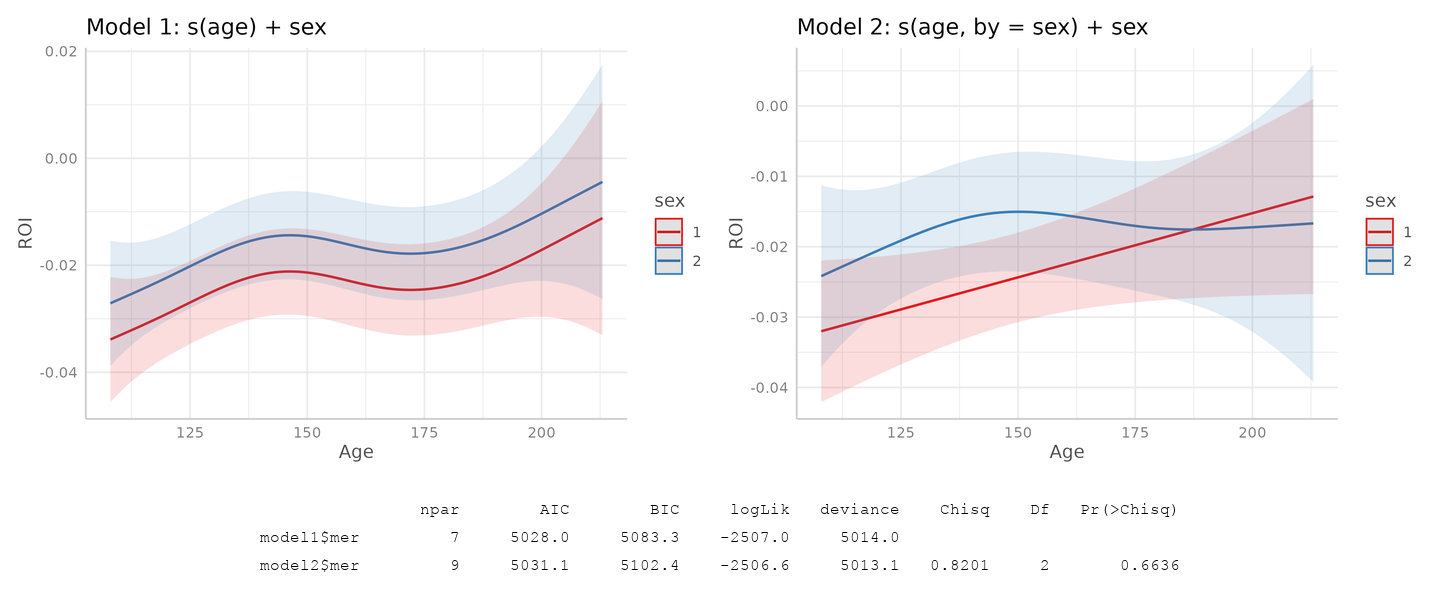 Model 1: s(age) + sex
0.02
0.00
-0.02
-0.04
ROI
125 150 175 200
Age
sex
1
2
Model 2: s(age, by = sex) + sex
0.00
-0.01
-0.02
-0.03
-0.04
ROI
125 150 175 200
Age
sex
1
2
npar AIC BIC logLik deviance Chisq Df Pr(>Chisq)
model1$mer 7 5028.0 5083.3 -2507.0 5014.0
model2$mer 9 5031.1 5102.4 -2506.6 5013.1 0.8201 2 0.6636